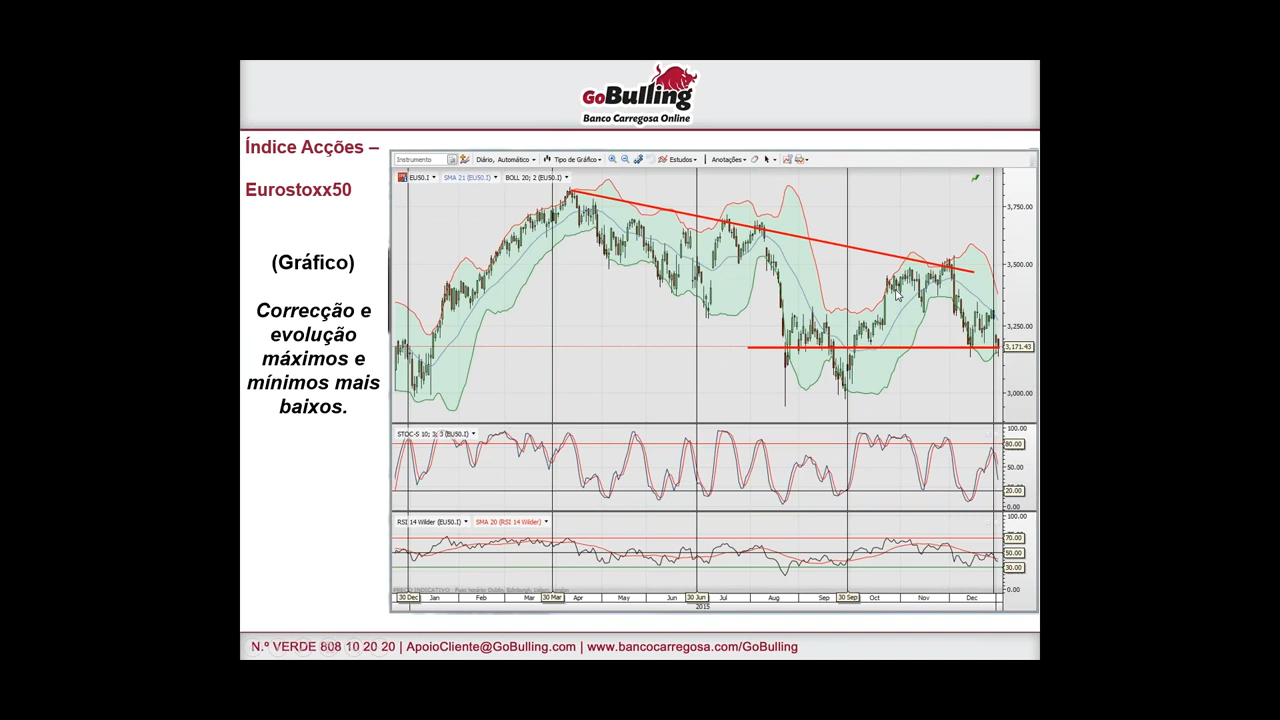 GoBulling
Banco Carregosa Online
Índice Acções –
Eurostoxx50
(Gráfico)
Correcção e
evolução
máximos e
mínimos mais
baixos.
Instrumento
Diário, Automático
Tipo de Gráfico
Estudos
Anotações
EU50.I
SMA 21 (EU50.I)
BOLL 20; 2 (EU50.I)
3,750.00
3,500.00
3,250.00
3,171.43
3,000.00
STOC-S 10; 3; 3 (EU50.I)
100.00
80.00
50.00
20.00
0.00
RSI 14 Wilder (EU50.I)
SMA 20 (RSI 14 Wilder)
100.00
70.00
50.00
30.00
0.00
30 Dec
Jan
Feb
Mar
30 Mar
Apr
May
Jun
30 Jun
Jul
Aug
Sep
30 Sep
Oct
Nov
Dec
2015
N.º VERDE 808 10 20 20 | ApoioCliente@GoBulling.com | www.bancocarregosa.com/GoBulling